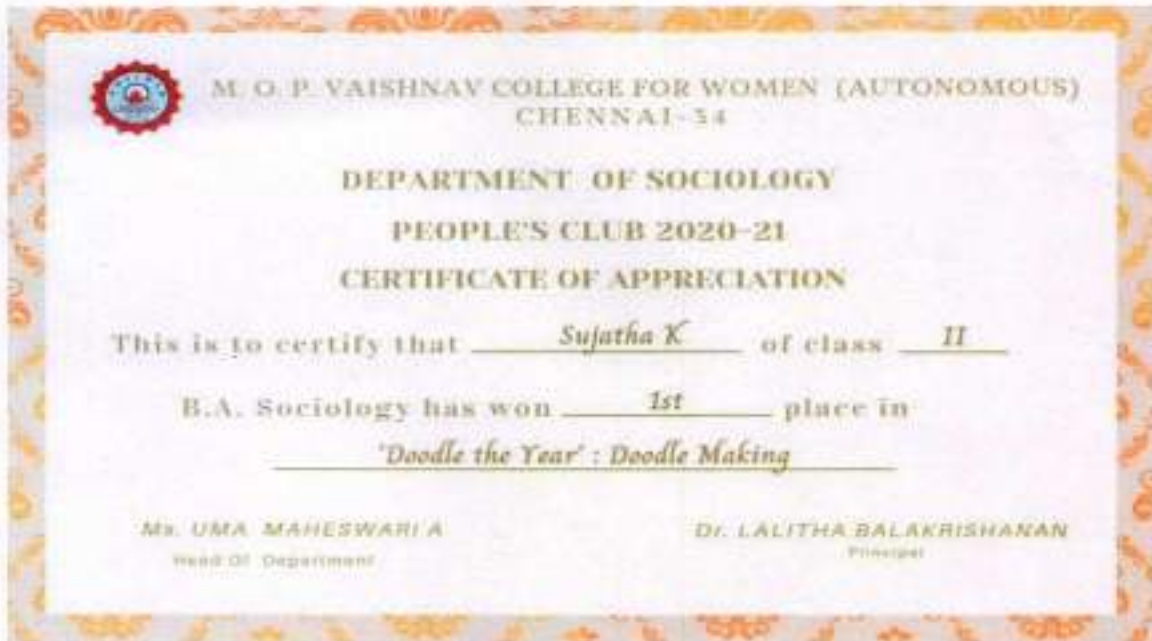 M. O. P. VAISHNAV COLLEGE FOR WOMEN (AUTONOMOUS)
CHENNAI-34
DEPARTMENT OF SOCIOLOGY
PEOPLE'S CLUB 2020-21
CERTIFICATE OF APPRECIATION
This is to certify that Sujatha K of class II
B.A. Sociology has won 1st place in
'Doodle the Year' : Doodle Making
Ms. UMA MAHESWARI A Dr. LALITHA BALAKRISHANAN
Head Of Department Principal